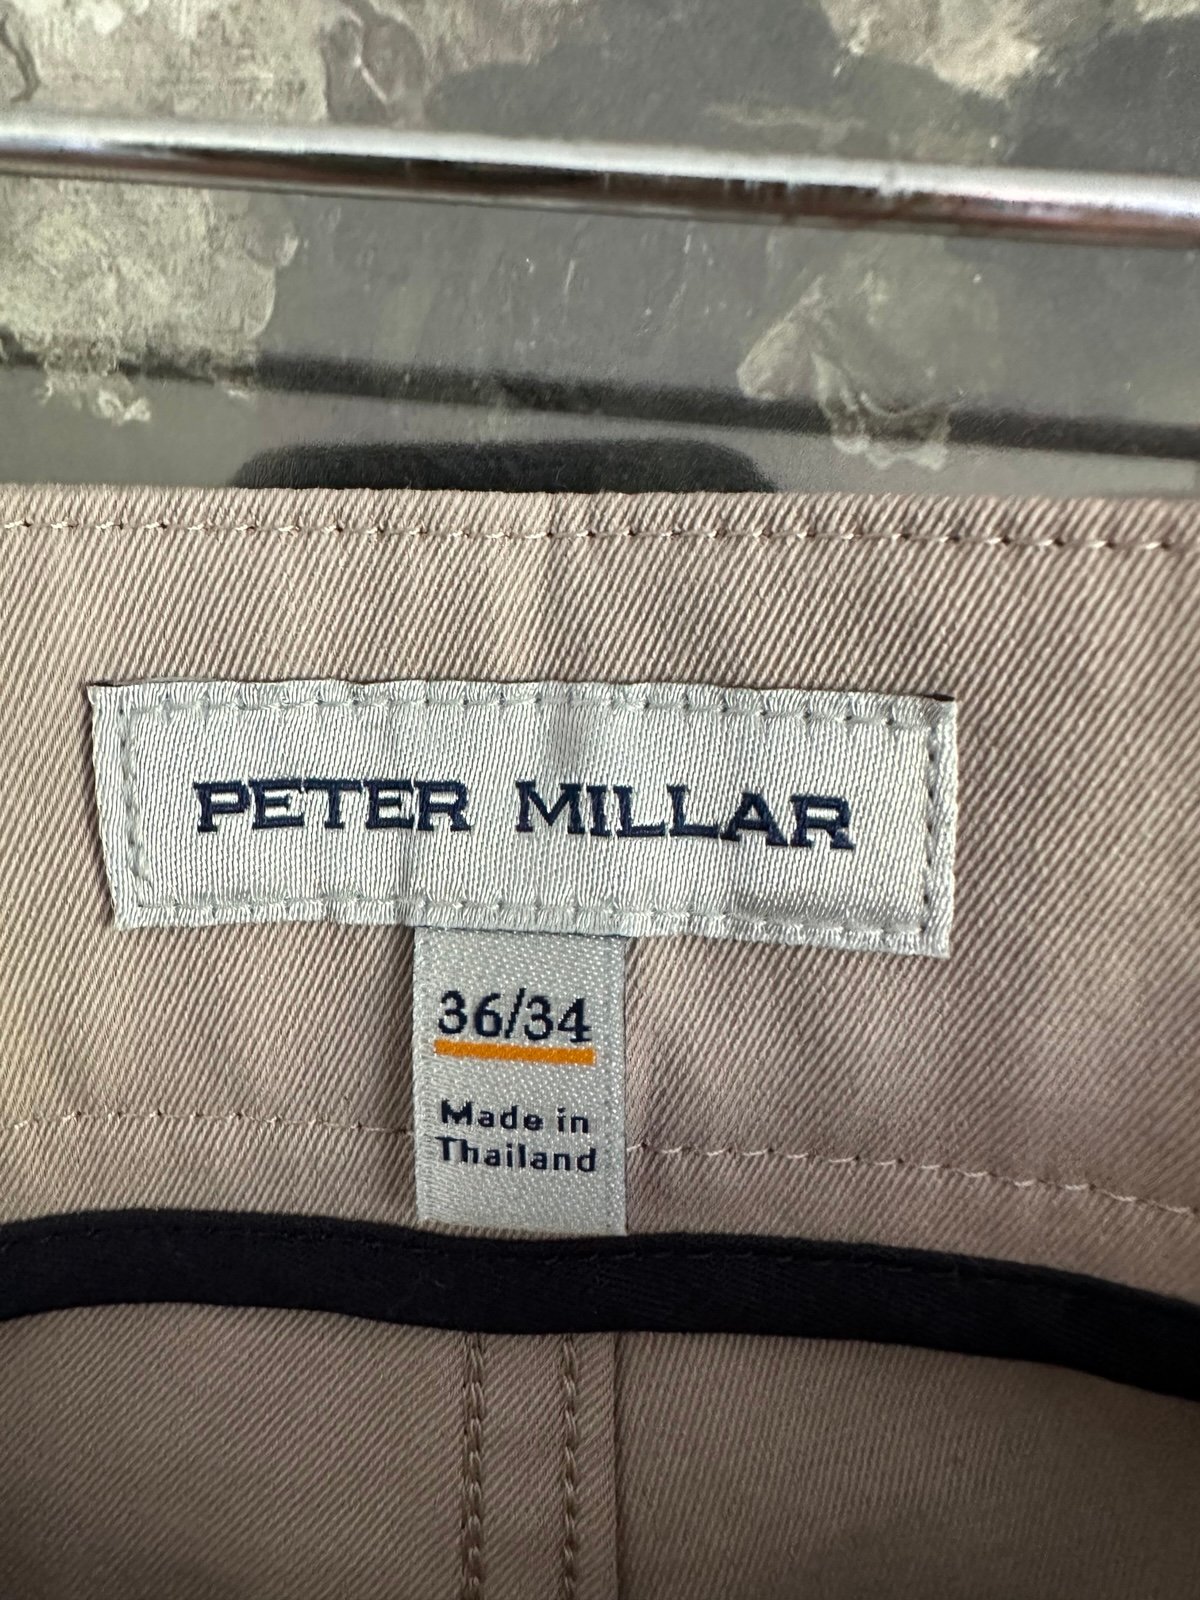 PETER MILLAR
36/34
Made in
Thailand